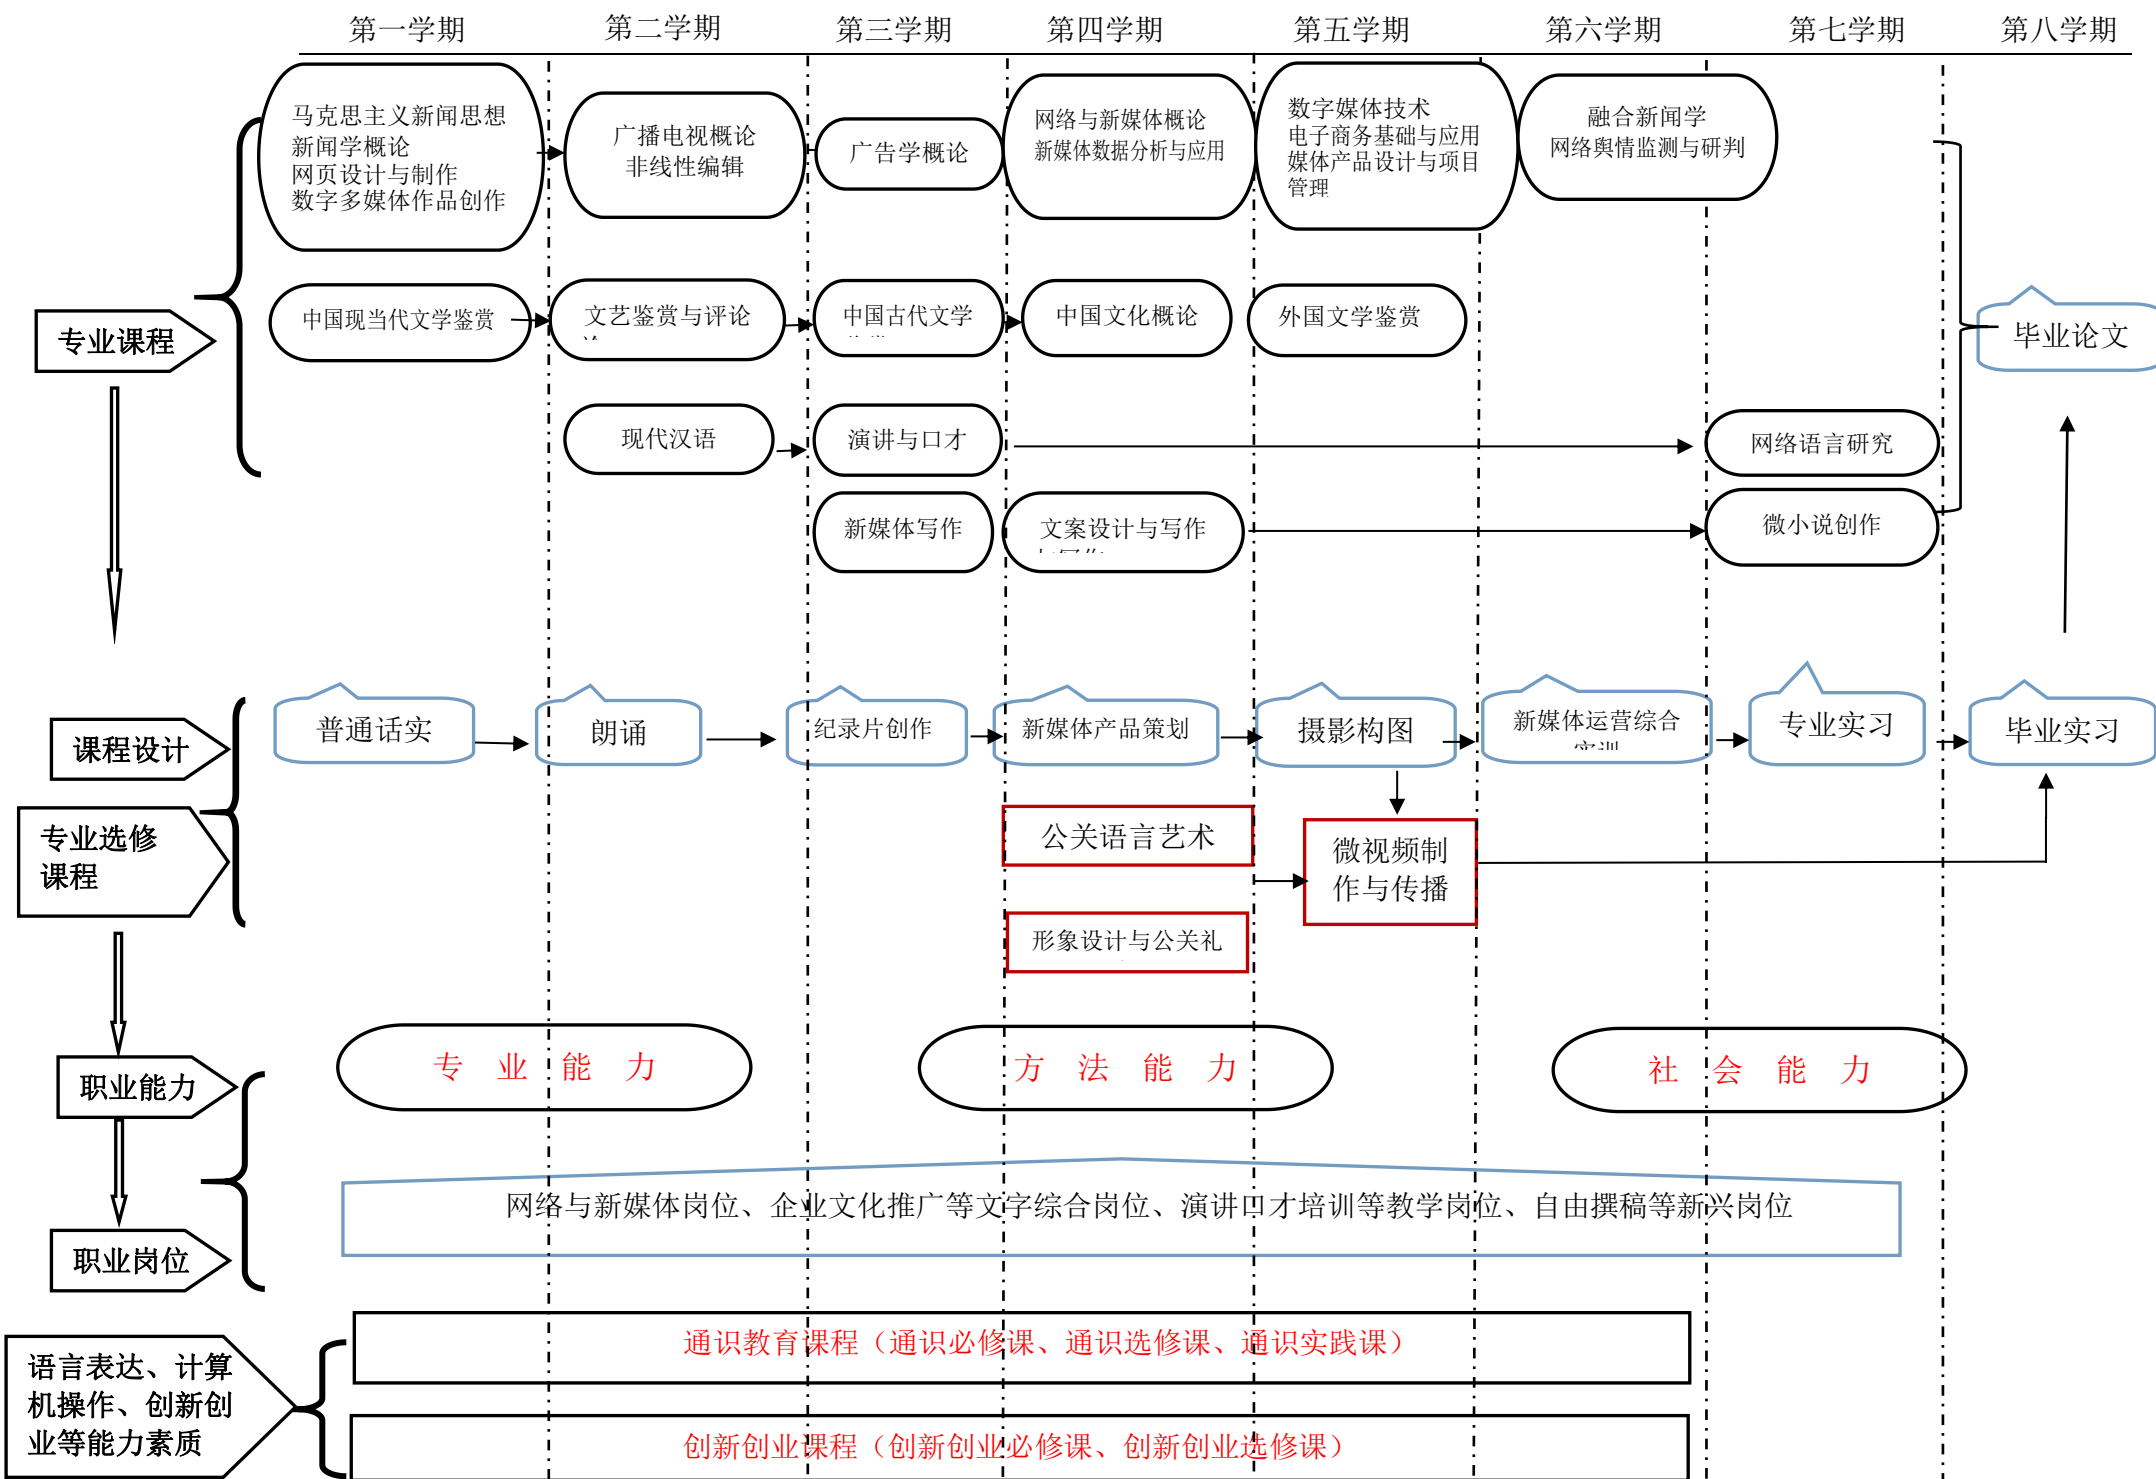 第一学期
第二学期
第三学期
第四学期
第五学期
第六学期
第七学期
第八学期
马克思主义新闻思想
新闻学概论
网页设计与制作
数字多媒体作品创作
广播电视概论
非线性编辑
广告学概论
网络与新媒体概论
新媒体数据分析与应用
数字媒体技术
电子商务基础与应用
媒体产品设计与项目
管理
融合新闻学
网络舆情监测与研判
专业课程
中国现当代文学鉴赏
文艺鉴赏与评论
中国古代文学
中国文化概论
外国文学鉴赏
毕业论文
现代汉语
演讲与口才
网络语言研究
新媒体写作
文案设计与写作
微小说创作
课程设计
普通话实
朗诵
纪录片创作
新媒体产品策划
摄影构图
新媒体运营综合
实训
专业实习
毕业实习
专业选修
课程
公关语言艺术
微视频制
作与传播
形象设计与公关礼
职业能力
专 业 能 力
方 法 能 力
社 会 能 力
网络与新媒体岗位、企业文化推广等文字综合岗位、演讲口才培训等教学岗位、自由撰稿等新兴岗位
职业岗位
通识教育课程（通识必修课、通识选修课、通识实践课）
语言表达、计算
机操作、创新创
业等能力素质
创新创业课程（创新创业必修课、创新创业选修课）